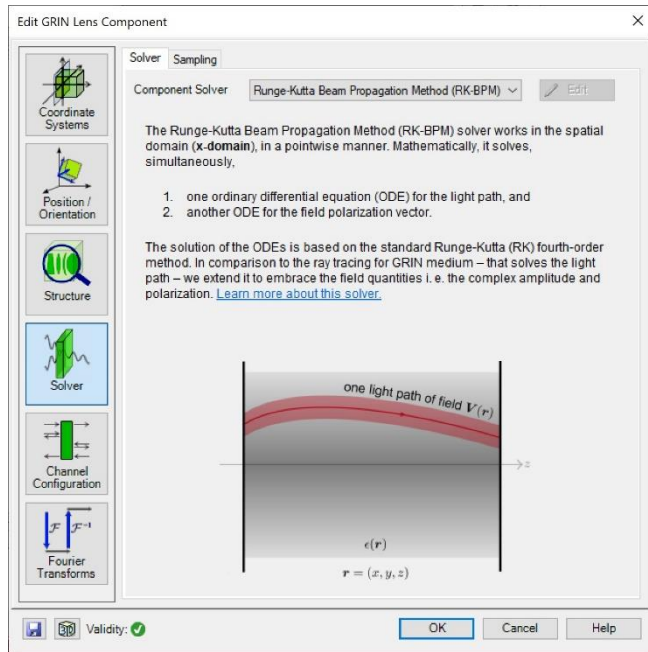 Edit GRIN Lens Component
Coordinate
Systems
Position /
Orientation
Structure
Solver
Channel
Configuration
F F⁻¹
Fourier
Transforms
Solver Sampling
Component Solver Runge-Kutta Beam Propagation Method (RK-BPM) Edit
The Runge-Kutta Beam Propagation Method (RK-BPM) solver works in the spatial
domain (x-domain), in a pointwise manner. Mathematically, it solves,
simultaneously,
1. one ordinary differential equation (ODE) for the light path, and
2. another ODE for the field polarization vector.
The solution of the ODEs is based on the standard Runge-Kutta (RK) fourth-order
method. In comparison to the ray tracing for GRIN medium – that solves the light
path – we extend it to embrace the field quantities i. e. the complex amplitude and
polarization. Learn more about this solver.
one light path of field V(r)
z
ϵ(r)
r = (x, y, z)
3D Validity: OK Cancel Help